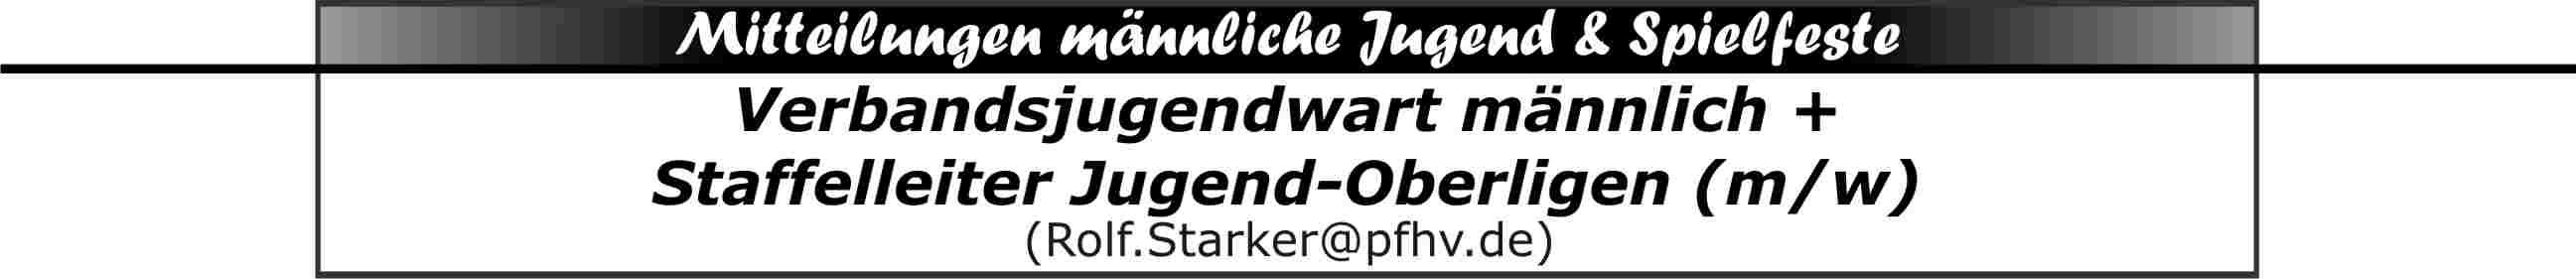 Mitteilungen männliche Jugend & Spielfeste
Verbandsjugendwart männlich +
Staffelleiter Jugend-Oberligen (m/w)
(Rolf.Starker@pfhv.de)